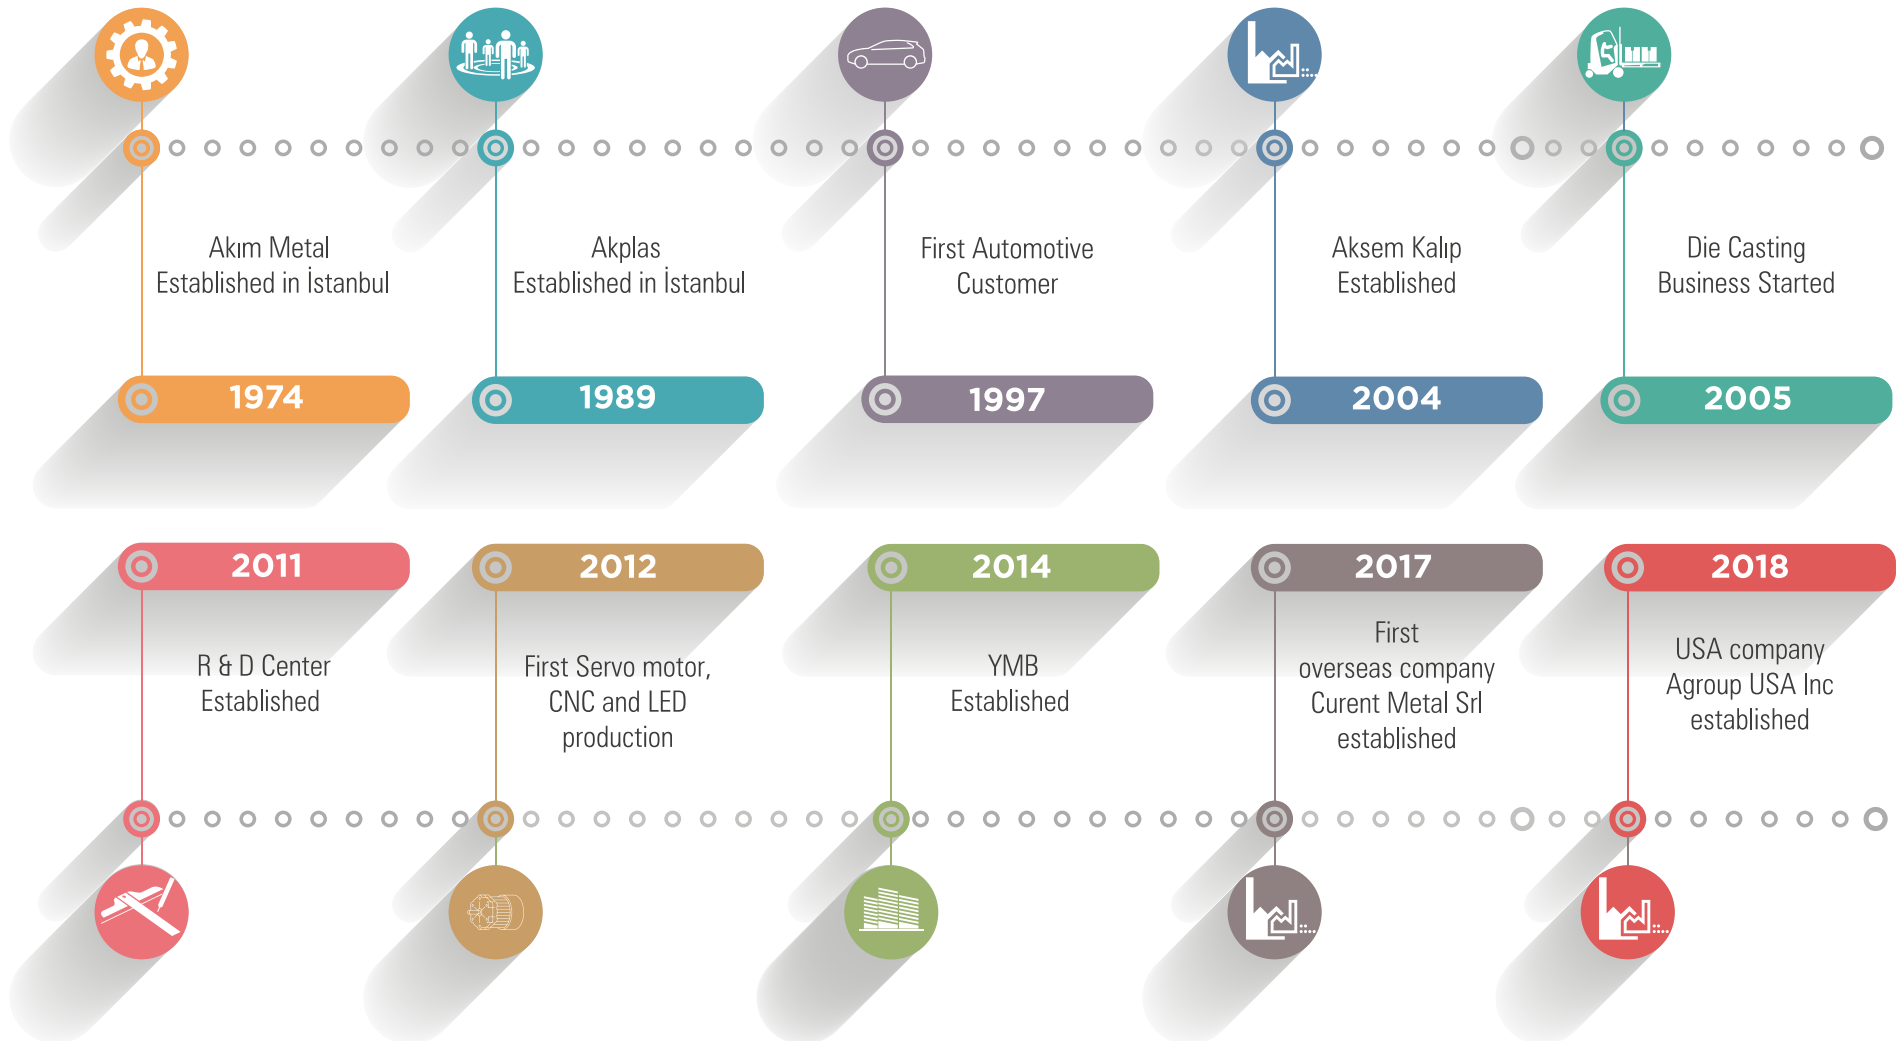 Akım Metal
Established in İstanbul
1974
Akplas
Established in İstanbul
1989
First Automotive
Customer
1997
Aksem Kalıp
Established
2004
Die Casting
Business Started
2005
2011
R & D Center
Established
2012
First Servo motor,
CNC and LED
production
2014
YMB
Established
2017
First
overseas company
Curent Metal Srl
established
2018
USA company
Agroup USA Inc
established